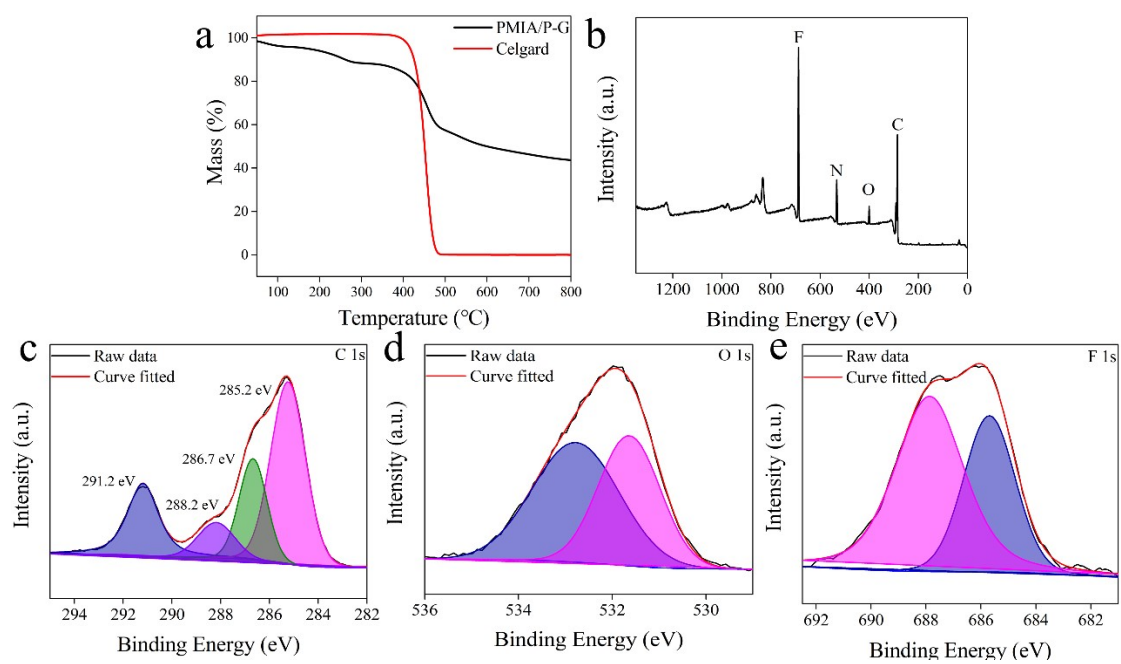 a
PMIA/P-G
Celgard
100
80
60
40
20
0
Mass (%)
100 200 300 400 500 600 700 800
Temperature (℃)
b
F
C
N
O
Intensity (a.u.)
1200 1000 800 600 400 200 0
Binding Energy (eV)
c
Raw data
Curve fitted
C 1s
285.2 eV
286.7 eV
291.2 eV
288.2 eV
Intensity (a.u.)
294 292 290 288 286 284 282
Binding Energy (eV)
d
Raw data
Curve fitted
O 1s
Intensity (a.u.)
536 534 532 530
Binding Energy (eV)
e
Raw data
Curve fitted
F 1s
Intensity (a.u.)
692 690 688 686 684 682
Binding Energy (eV)